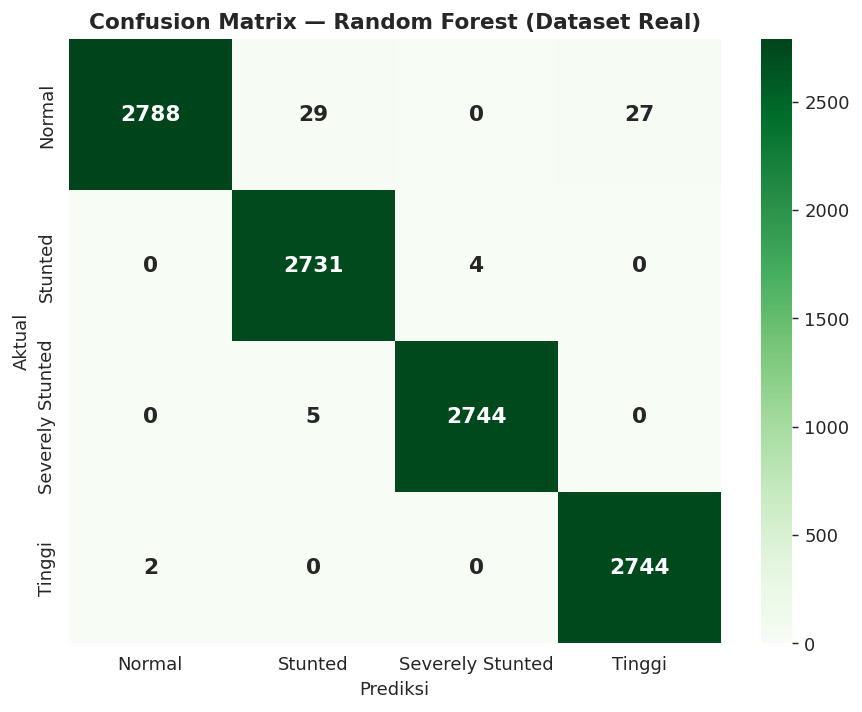 Confusion Matrix — Random Forest (Dataset Real)
Aktual
Normal
2788 29 0 27
Stunted
0 2731 4 0
Severely Stunted
0 5 2744 0
Tinggi
2 0 0 2744
Normal Stunted Severely Stunted Tinggi
Prediksi
2500
2000
1500
1000
500
0